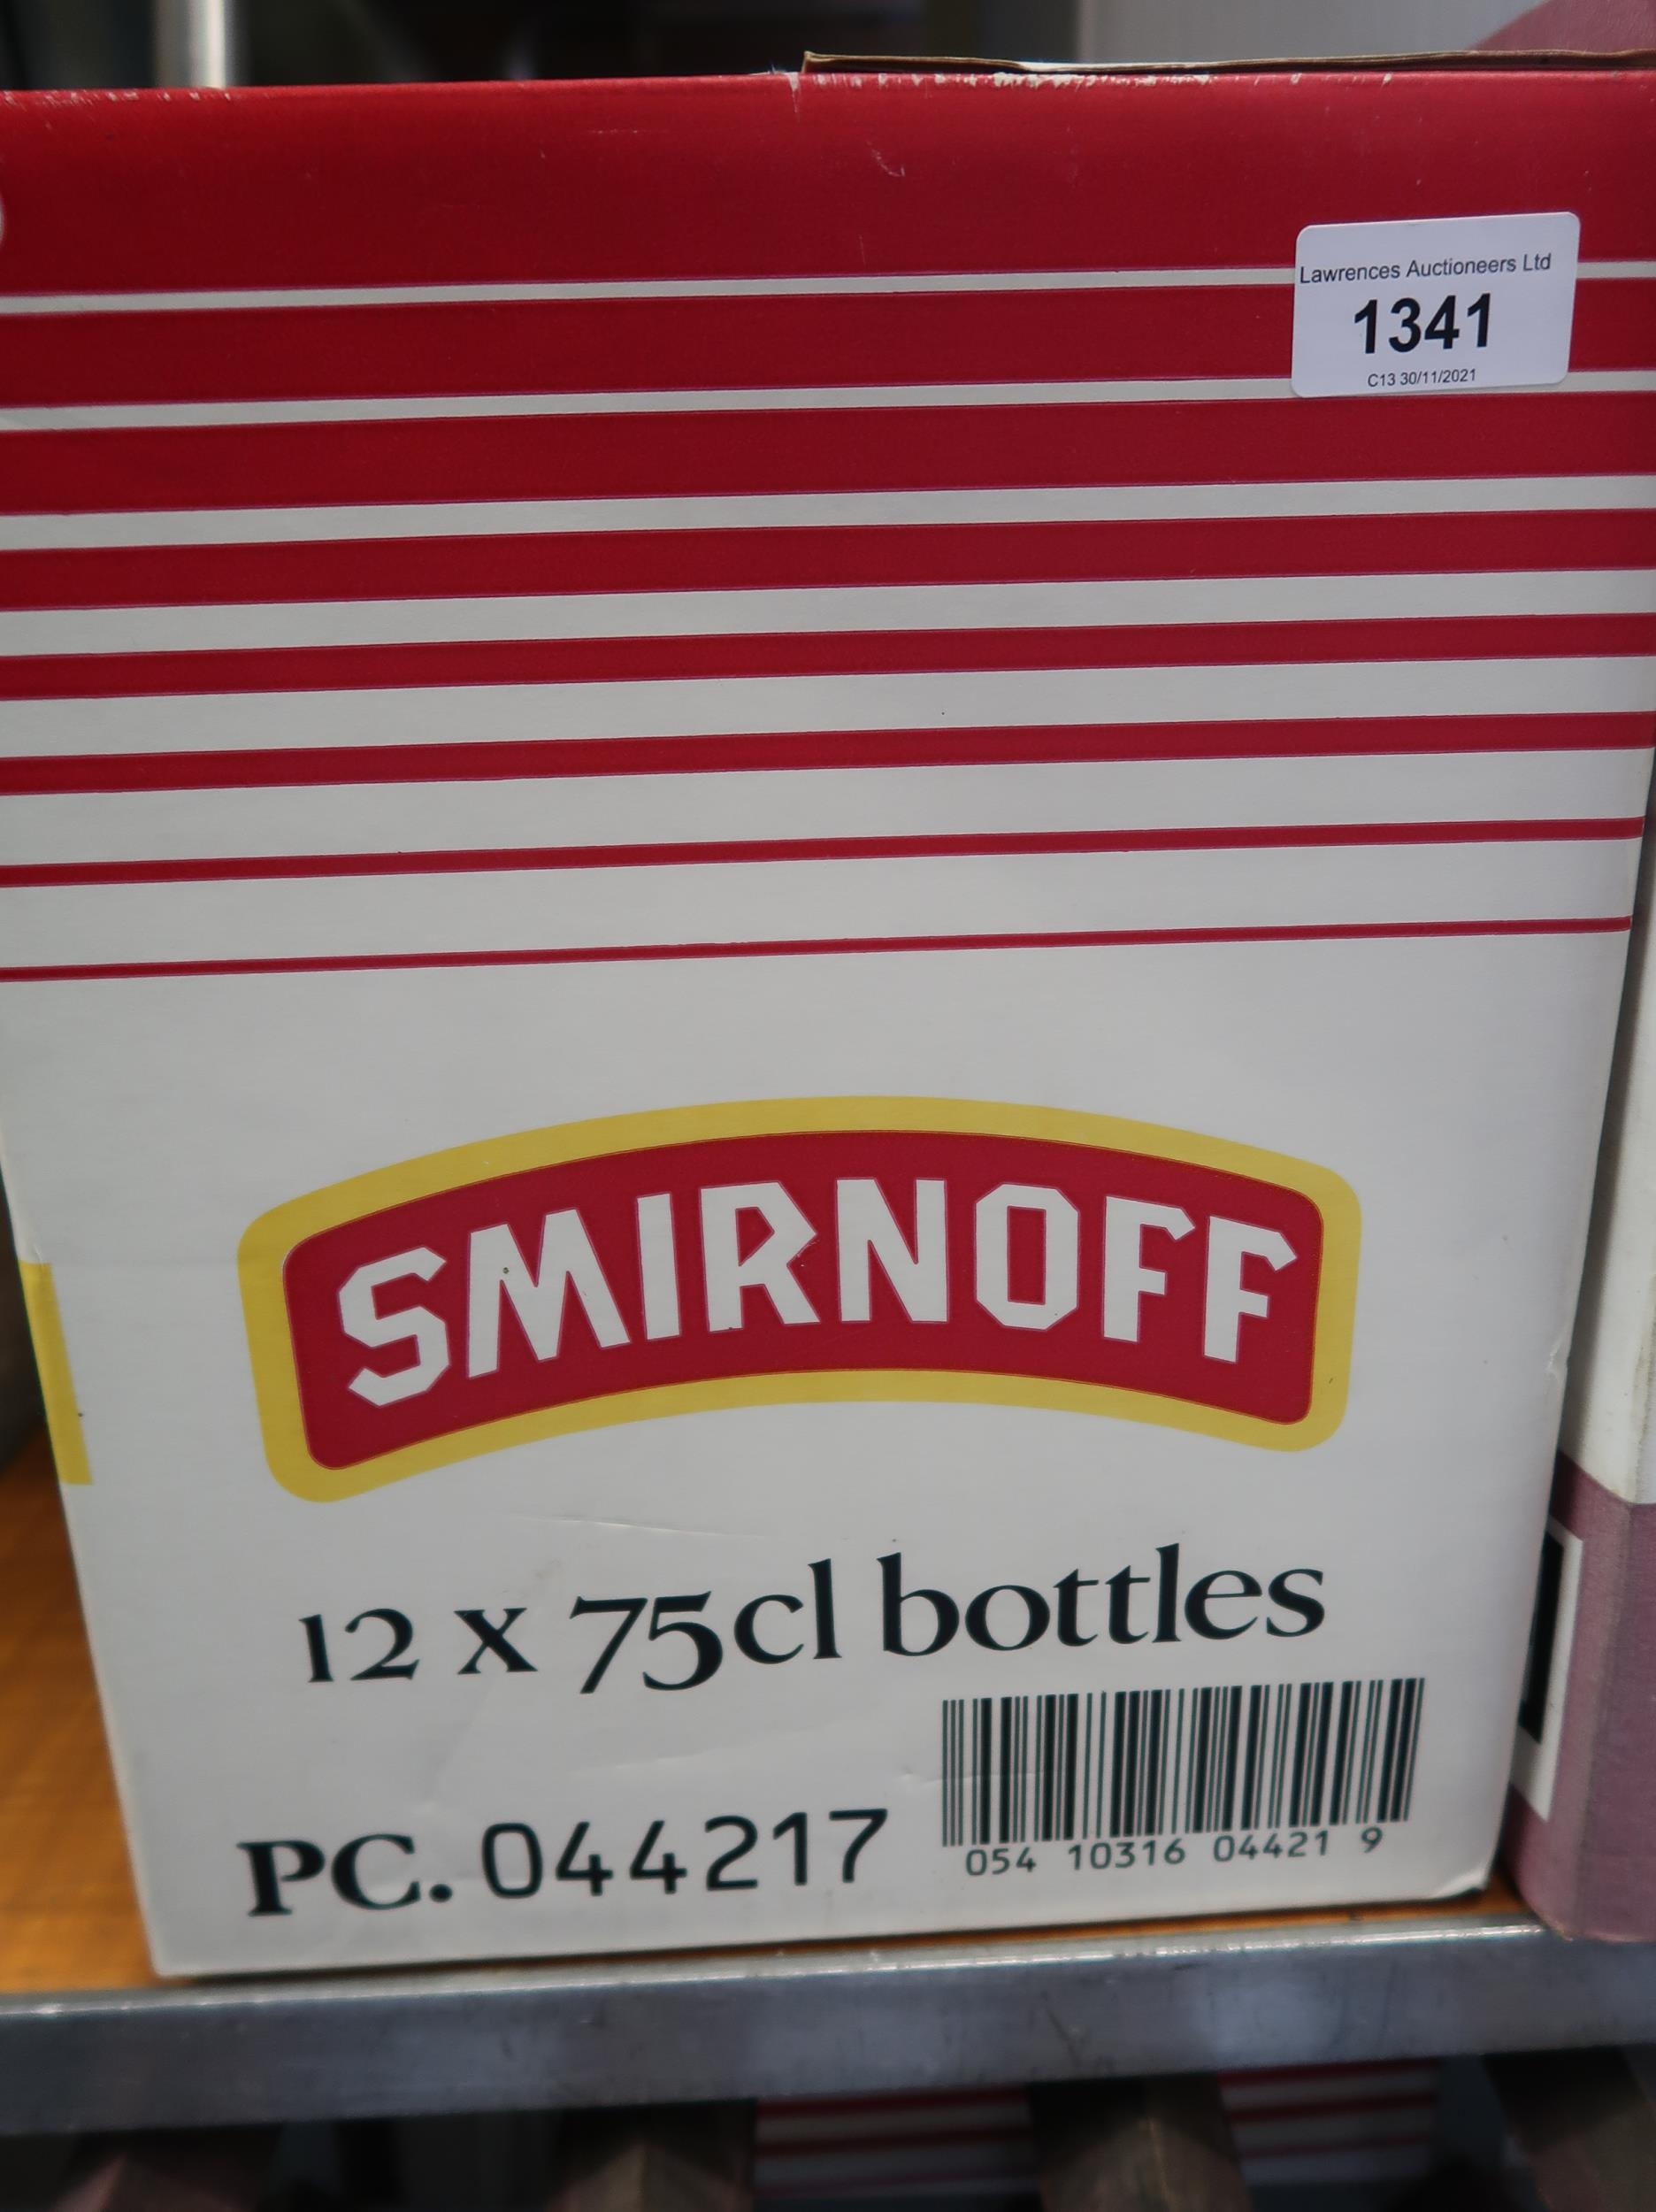 Lawrences Auctioneers Ltd
1341
C13 30/11/2021
SMIRNOFF
12 x 75cl bottles
PC. 044217
054 10316 04421 9